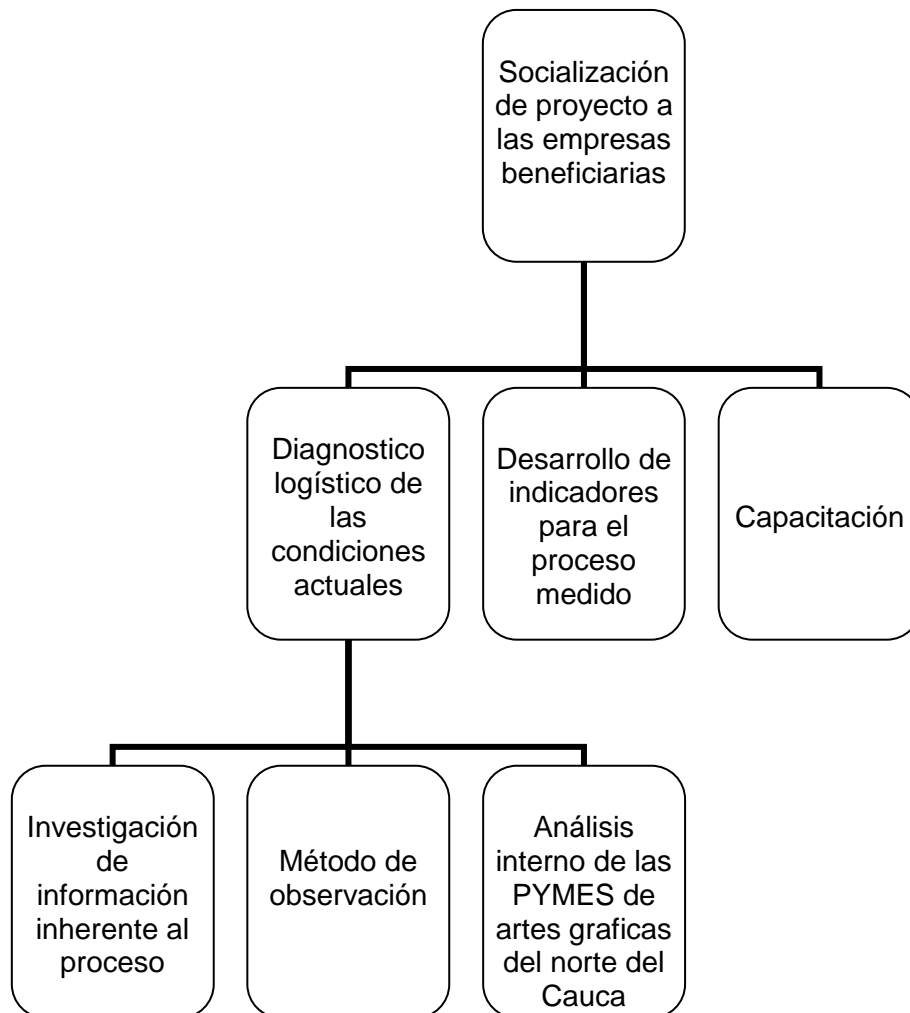 Socialización
de proyecto a
las empresas
beneficiarias
Diagnostico
logístico de
las
condiciones
actuales
Desarrollo de
indicadores
para el
proceso
medido
Capacitación
Investigación
de
información
inherente al
proceso
Método de
observación
Análisis
interno de las
PYMES de
artes graficas
del norte del
Cauca